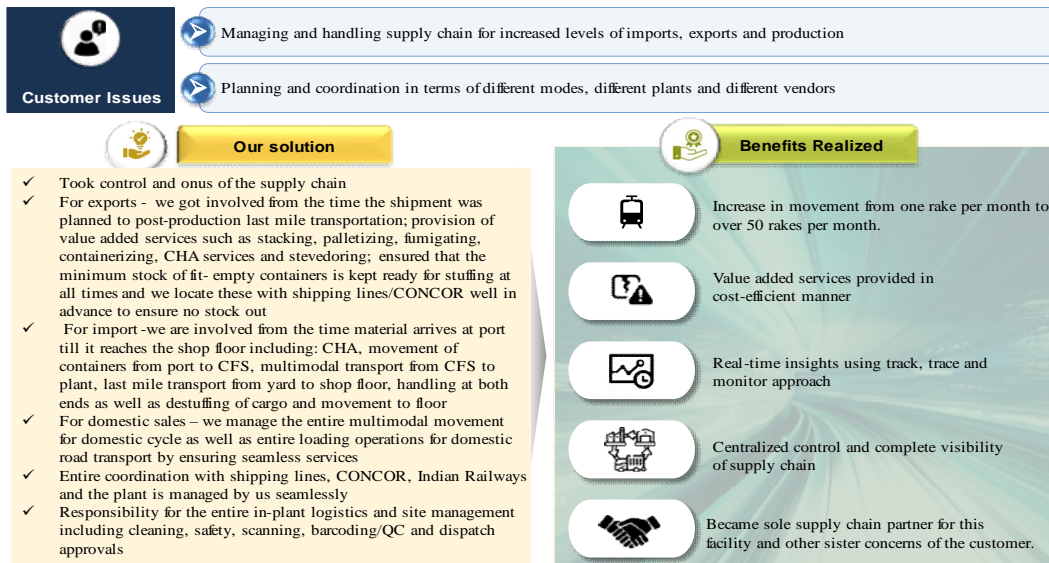 Customer Issues
Managing and handling supply chain for increased levels of imports, exports and production
Planning and coordination in terms of different modes, different plants and different vendors
Our solution
✓ Took control and onus of the supply chain
✓ For exports - we got involved from the time the shipment was
planned to post-production last mile transportation; provision of
value added services such as stacking, palletizing, fumigating,
containerizing, CHA services and stevedoring; ensured that the
minimum stock of fit- empty containers is kept ready for stuffing at
all times and we locate these with shipping lines/CONCOR well in
advance to ensure no stock out
✓ For import -we are involved from the time material arrives at port
till it reaches the shop floor including: CHA, movement of
containers from port to CFS, multimodal transport from CFS to
plant, last mile transport from yard to shop floor, handling at both
ends as well as destuffing of cargo and movement to floor
✓ For domestic sales – we manage the entire multimodal movement
for domestic cycle as well as entire loading operations for domestic
road transport by ensuring seamless services
✓ Entire coordination with shipping lines, CONCOR, Indian Railways
and the plant is managed by us seamlessly
✓ Responsibility for the entire in-plant logistics and site management
including cleaning, safety, scanning, barcoding/QC and dispatch
approvals
Benefits Realized
Increase in movement from one rake per month to
over 50 rakes per month.
Value added services provided in
cost-efficient manner
Real-time insights using track, trace and
monitor approach
Centralized control and complete visibility
of supply chain
Became sole supply chain partner for this
facility and other sister concerns of the customer.